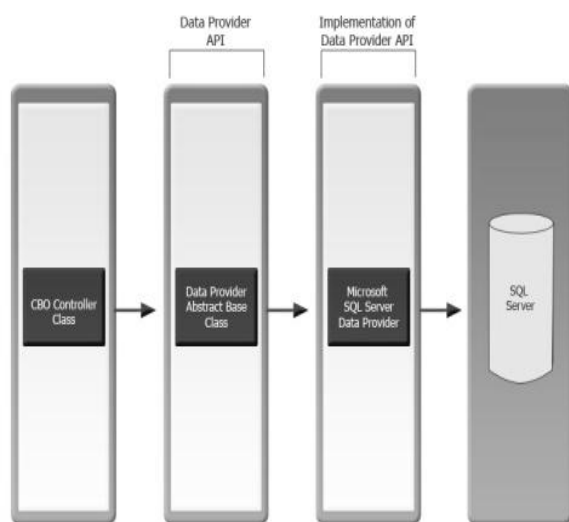 Data Provider
API
Implementation of
Data Provider API
CBO Controller
Class
Data Provider
Abstract Base
Class
Microsoft
SQL Server
Data Provider
SQL
Server